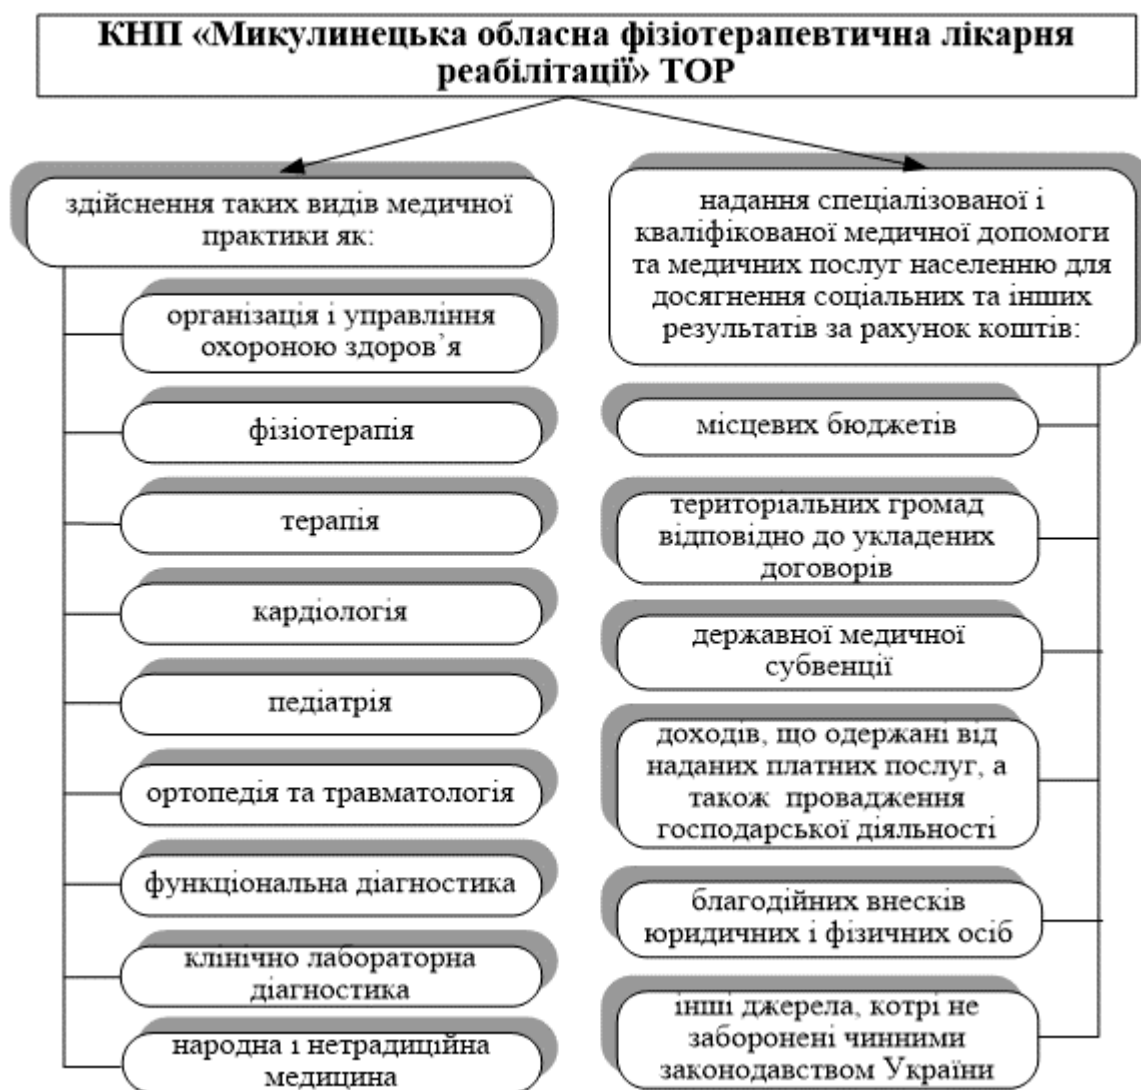 КНП «Микулинецька обласна фізіотерапевтична лікарня
реабілітації» ТОР
здійснення таких видів медичної
практики як:
організація і управління
охороною здоров’я
фізіотерапія
терапія
кардіологія
педіатрія
ортопедія та травматологія
функціональна діагностика
клінічно лабораторна
діагностика
народна і нетрадиційна
медицина
надання спеціалізованої і
кваліфікованої медичної допомоги
та медичних послуг населенню для
досягнення соціальних та інших
результатів за рахунок коштів:
місцевих бюджетів
територіальних громад
відповідно до укладених
договорів
державної медичної
субвенції
доходів, що одержані від
наданих платних послуг, а
також провадження
господарської діяльності
благодійних внесків
юридичних і фізичних осіб
інші джерела, котрі не
заборонені чинними
законодавством України